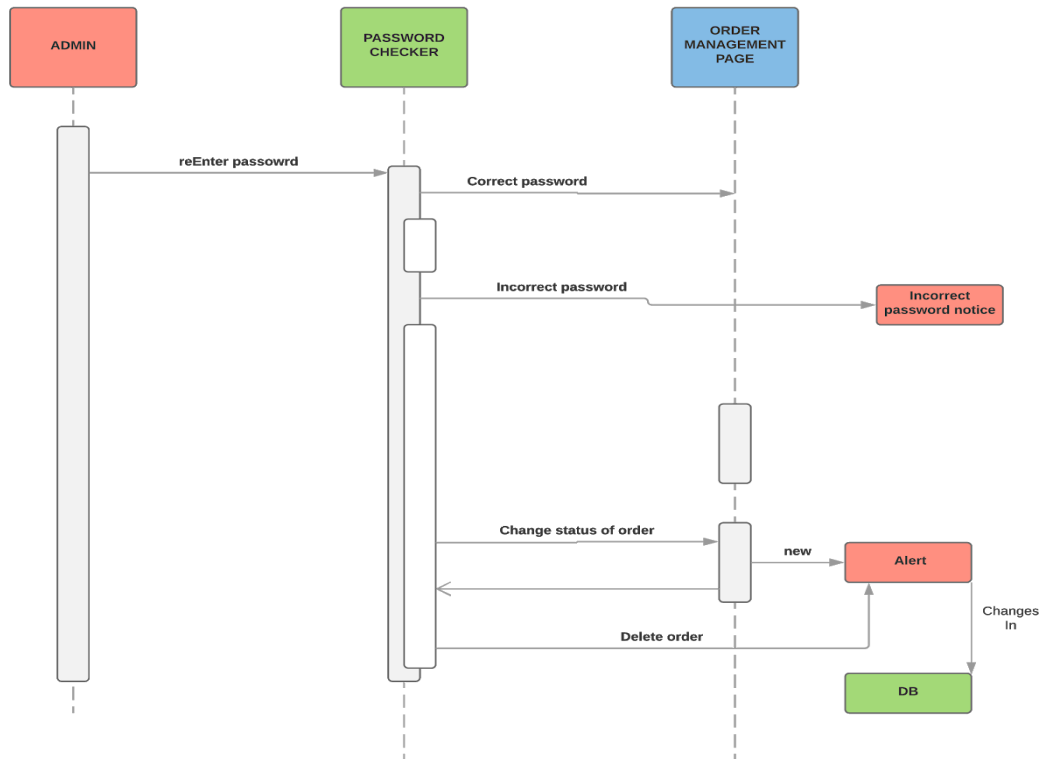 ADMIN
PASSWORD
CHECKER
ORDER
MANAGEMENT
PAGE
reEnter passowrd
Correct password
Incorrect password
Incorrect
password notice
Change status of order
new
Alert
Changes
In
Delete order
DB